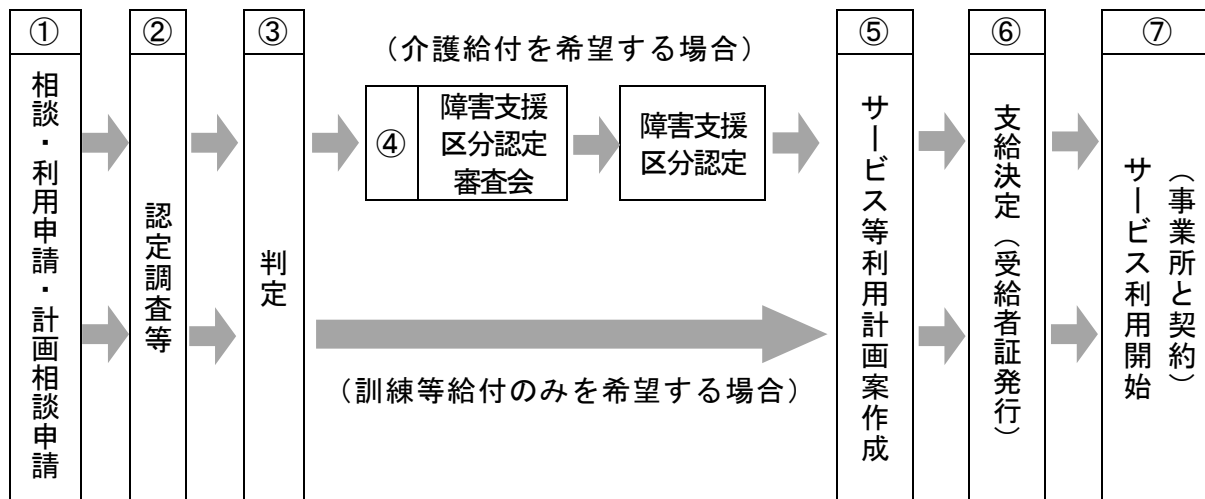 ①
相談・利用申請・計画相談申請
②
認定調査等
③
判定
（介護給付を希望する場合）
④
障害支援
区分認定
審査会
障害支援
区分認定
（訓練等給付のみを希望する場合）
⑤
サービス等利用計画案作成
⑥
支給決定（受給者証発行）
⑦
（事業所と契約）
サービス利用開始